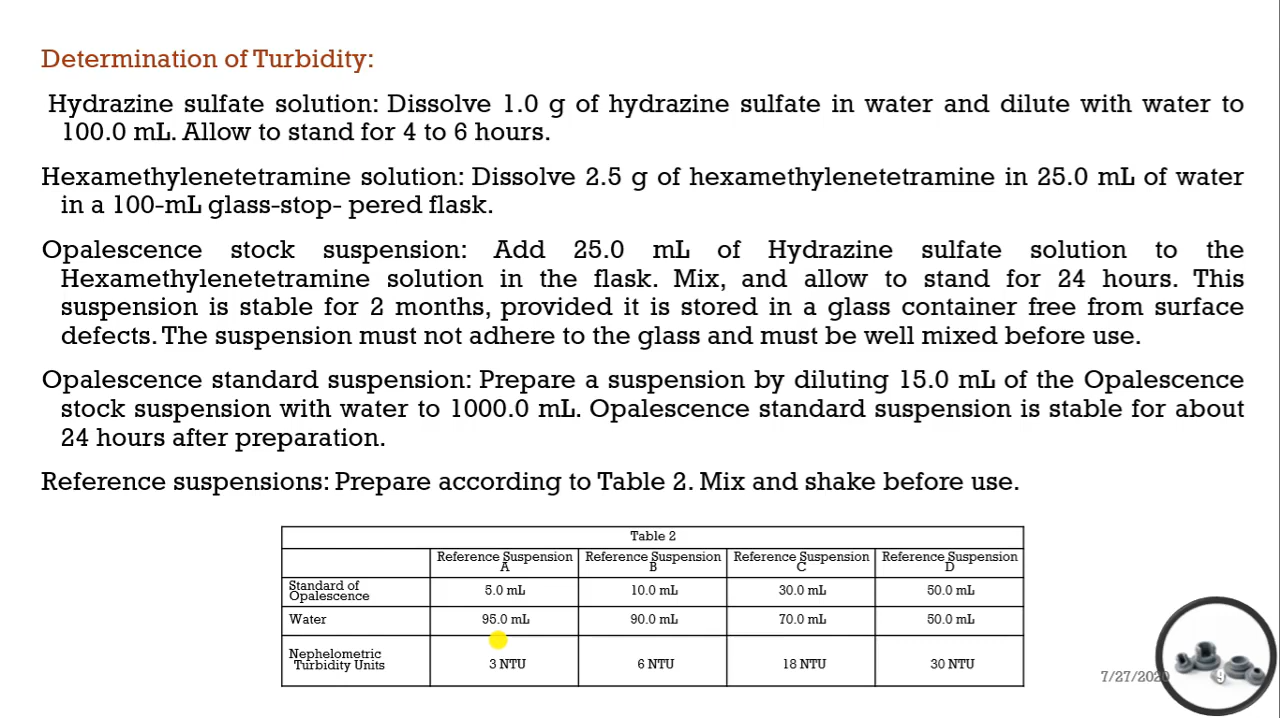 Determination of Turbidity:
Hydrazine sulfate solution: Dissolve 1.0 g of hydrazine sulfate in water and dilute with water to
100.0 mL. Allow to stand for 4 to 6 hours.
Hexamethylenetetramine solution: Dissolve 2.5 g of hexamethylenetetramine in 25.0 mL of water
in a 100-mL glass-stop- pered flask.
Opalescence stock suspension: Add 25.0 mL of Hydrazine sulfate solution to the
Hexamethylenetetramine solution in the flask. Mix, and allow to stand for 24 hours. This
suspension is stable for 2 months, provided it is stored in a glass container free from surface
defects. The suspension must not adhere to the glass and must be well mixed before use.
Opalescence standard suspension: Prepare a suspension by diluting 15.0 mL of the Opalescence
stock suspension with water to 1000.0 mL. Opalescence standard suspension is stable for about
24 hours after preparation.
Reference suspensions: Prepare according to Table 2. Mix and shake before use.
Table 2
Reference Suspension A Reference Suspension B Reference Suspension C Reference Suspension D
Standard of Opalescence 5.0 mL 10.0 mL 30.0 mL 50.0 mL
Water 95.0 mL 90.0 mL 70.0 mL 50.0 mL
Nephelometric Turbidity Units 3 NTU 6 NTU 18 NTU 30 NTU
7/27/2020 9